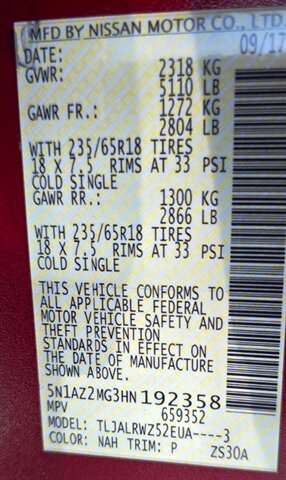 MFD BY NISSAN MOTOR CO., LTD.
DATE: 09/17
GVWR: 2318 KG
5110 LB
GAWR FR.: 1272 KG
2804 LB
WITH 235/65R18 TIRES
18 X 7.5 RIMS AT 33 PSI
COLD SINGLE
GAWR RR.: 1300 KG
2866 LB
WITH 235/65R18 TIRES
18 X 7.5 RIMS AT 33 PSI
COLD SINGLE
THIS VEHICLE CONFORMS TO
ALL APPLICABLE FEDERAL
MOTOR VEHICLE SAFETY AND
THEFT PREVENTION
STANDARDS IN EFFECT ON
THE DATE OF MANUFACTURE
SHOWN ABOVE.
5N1AZ2MG3HN192358
MPV 659352
MODEL: TLJALRWZ52EUA----3
COLOR: NAH TRIM: P ZS30A